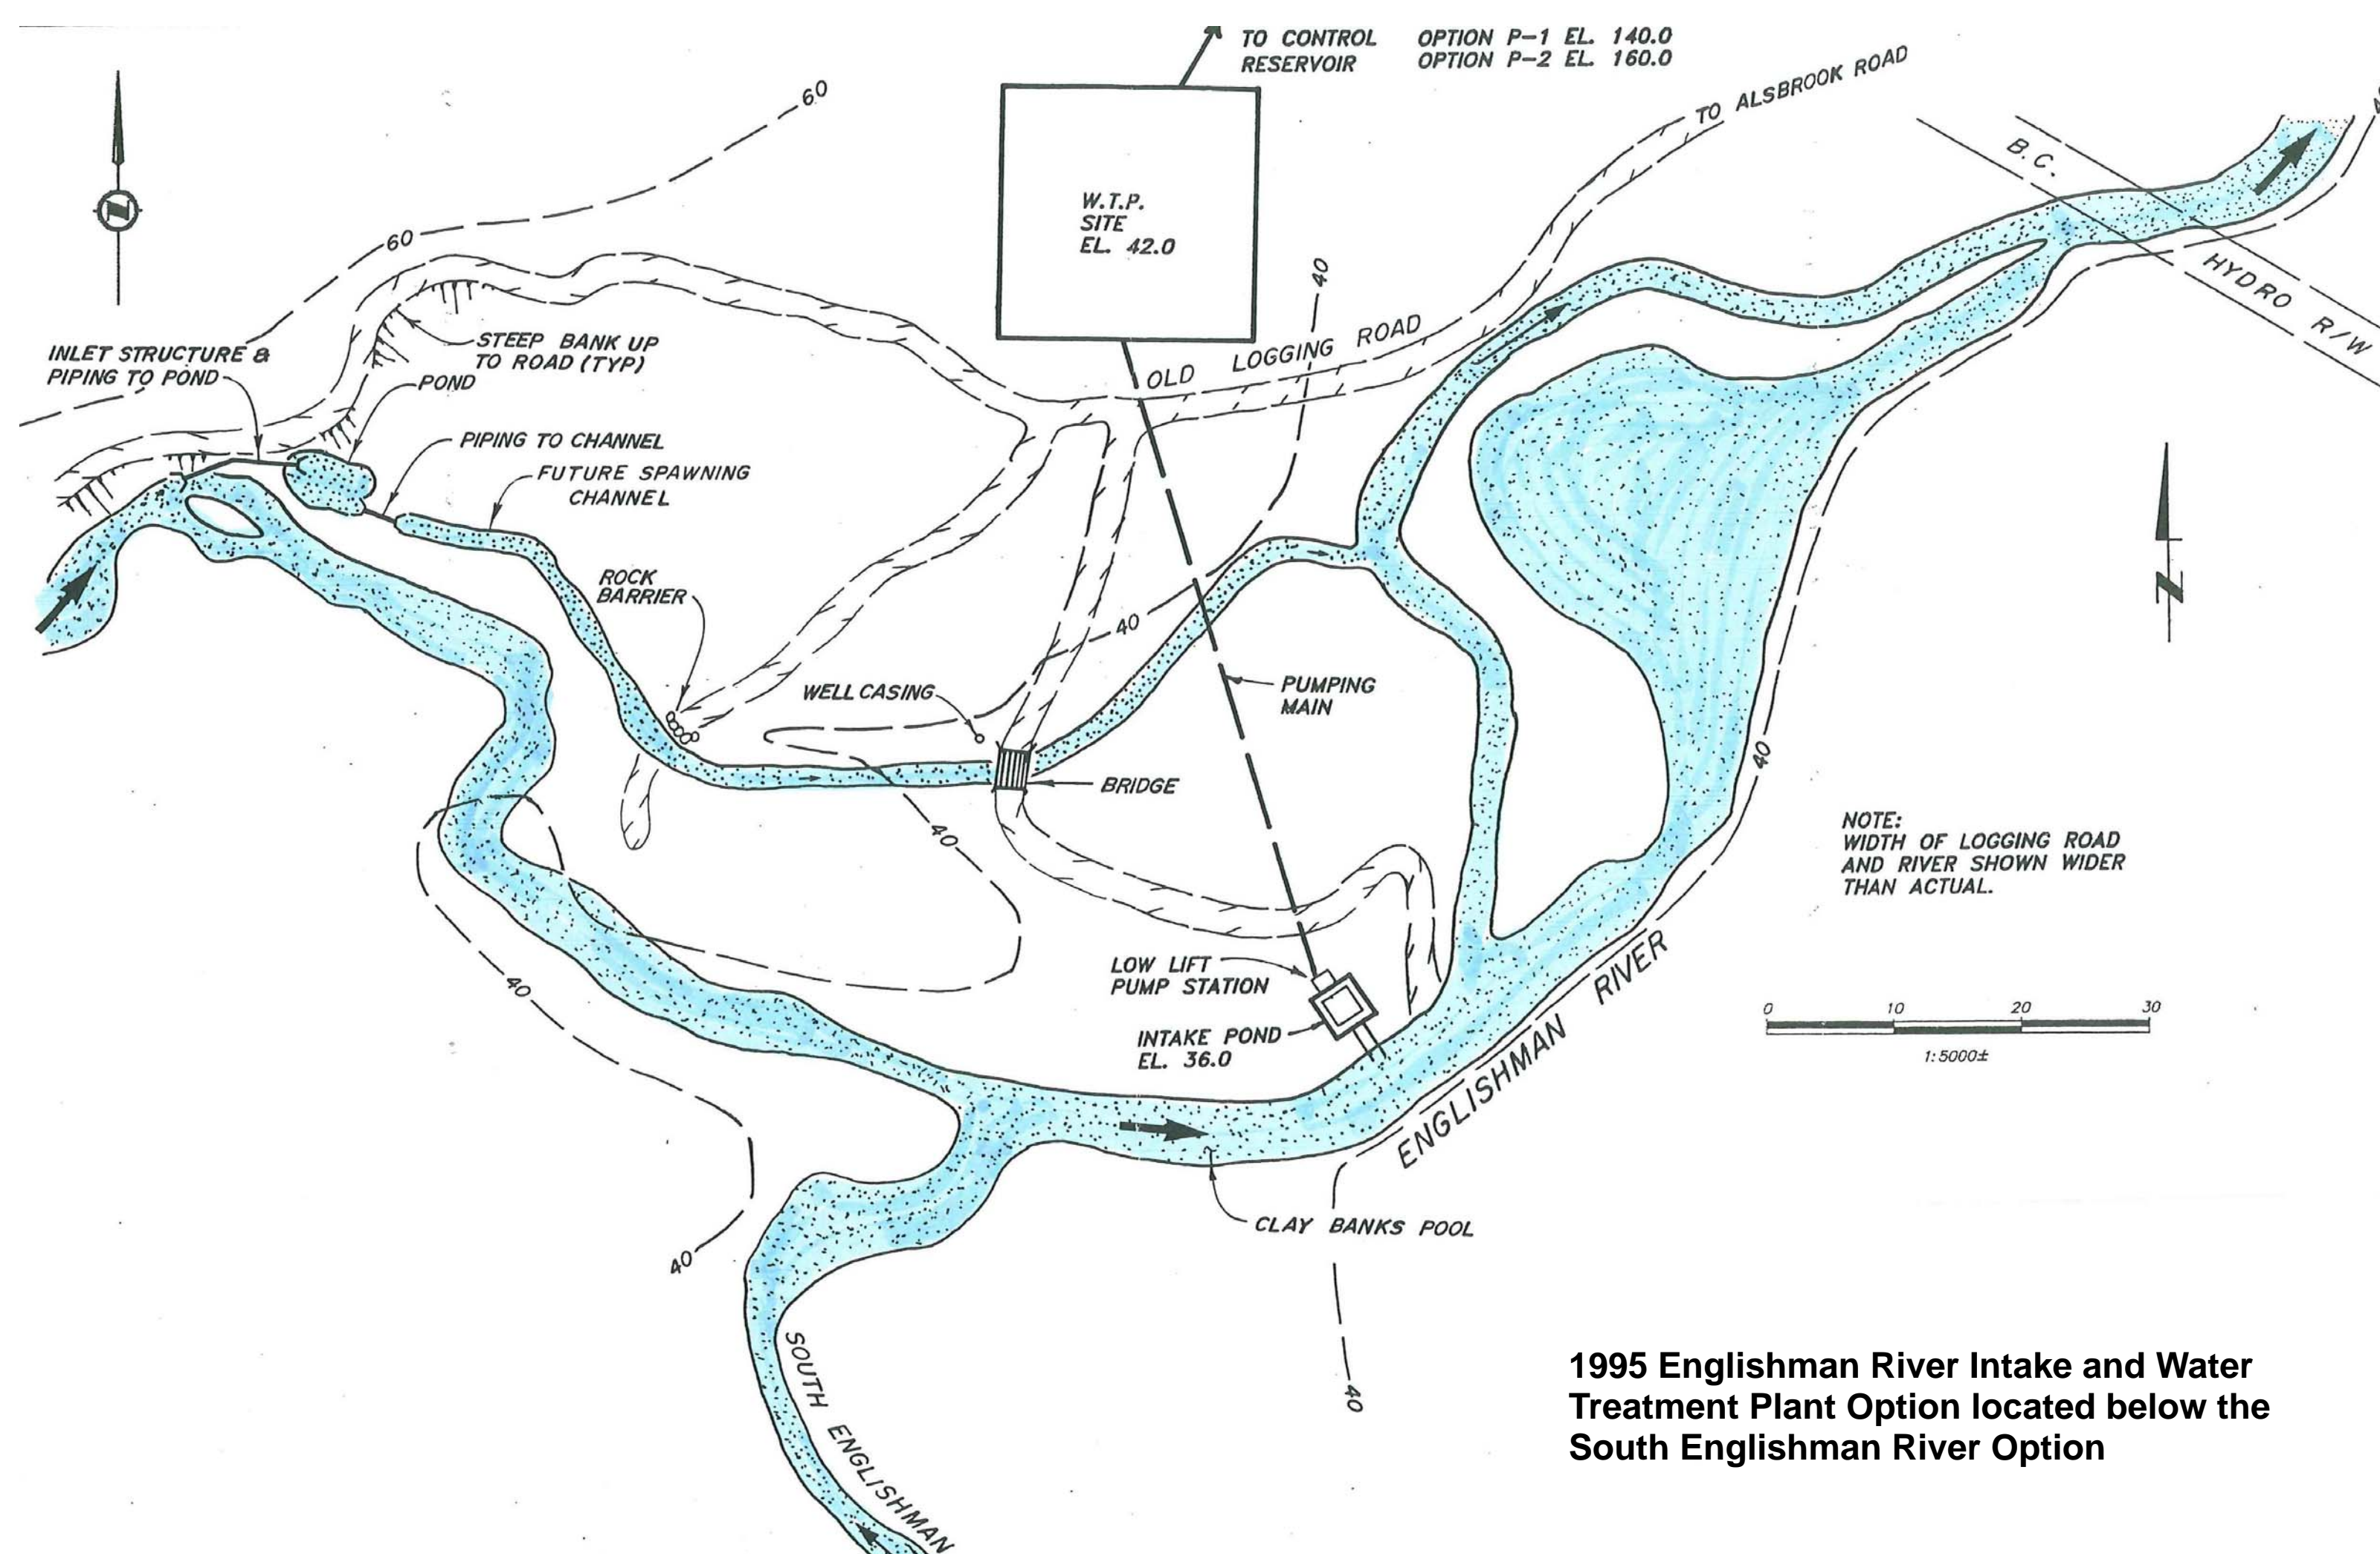 TO CONTROL
RESERVOIR
OPTION P-1 EL. 140.0
OPTION P-2 EL. 160.0
TO ALSBROOK ROAD
60
B.C.
HYDRO R/W
W.T.P.
SITE
EL. 42.0
60
40
N
STEEP BANK UP
TO ROAD (TYP)
INLET STRUCTURE &
PIPING TO POND
POND
OLD LOGGING ROAD
PIPING TO CHANNEL
FUTURE SPAWNING
CHANNEL
ROCK
BARRIER
N
40
WELL CASING
PUMPING
MAIN
BRIDGE
40
40
NOTE:
WIDTH OF LOGGING ROAD
AND RIVER SHOWN WIDER
THAN ACTUAL.
40
LOW LIFT
PUMP STATION
INTAKE POND
EL. 36.0
ENGLISHMAN RIVER
0 10 20 30
1:5000±
CLAY BANKS POOL
40
SOUTH ENGLISHMAN
40
1995 Englishman River Intake and Water
Treatment Plant Option located below the
South Englishman River Option